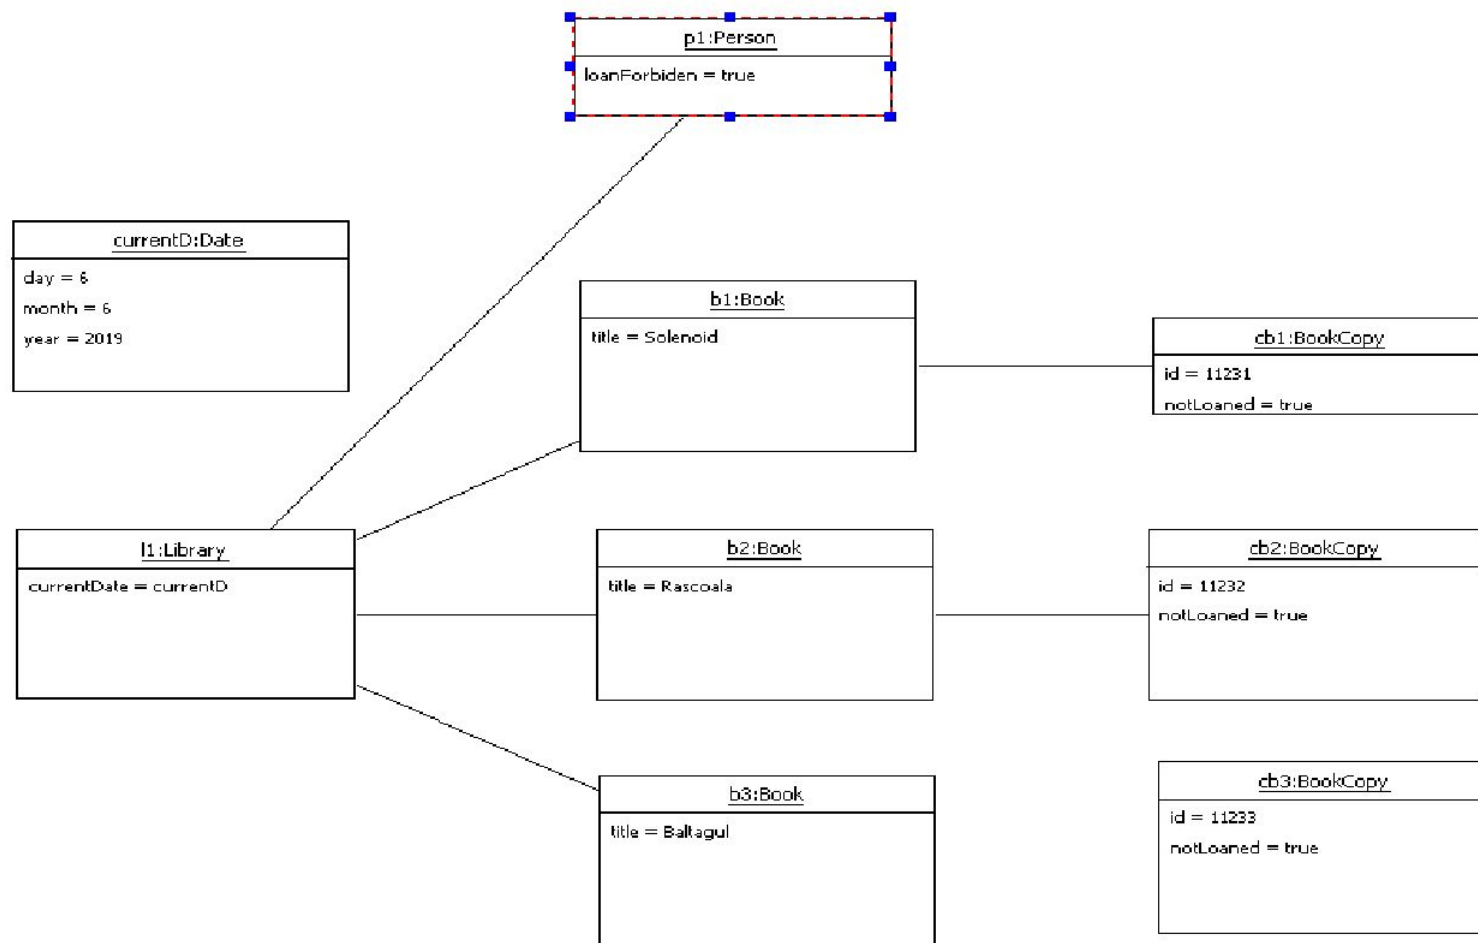 p1:Person
loanForbiden = true
currentD:Date
day = 6
month = 6
year = 2019
b1:Book
title = Solenoid
cb1:BookCopy
id = 11231
notLoaned = true
l1:Library
currentDate = currentD
b2:Book
title = Rascoala
cb2:BookCopy
id = 11232
notLoaned = true
b3:Book
title = Baltagul
cb3:BookCopy
id = 11233
notLoaned = true